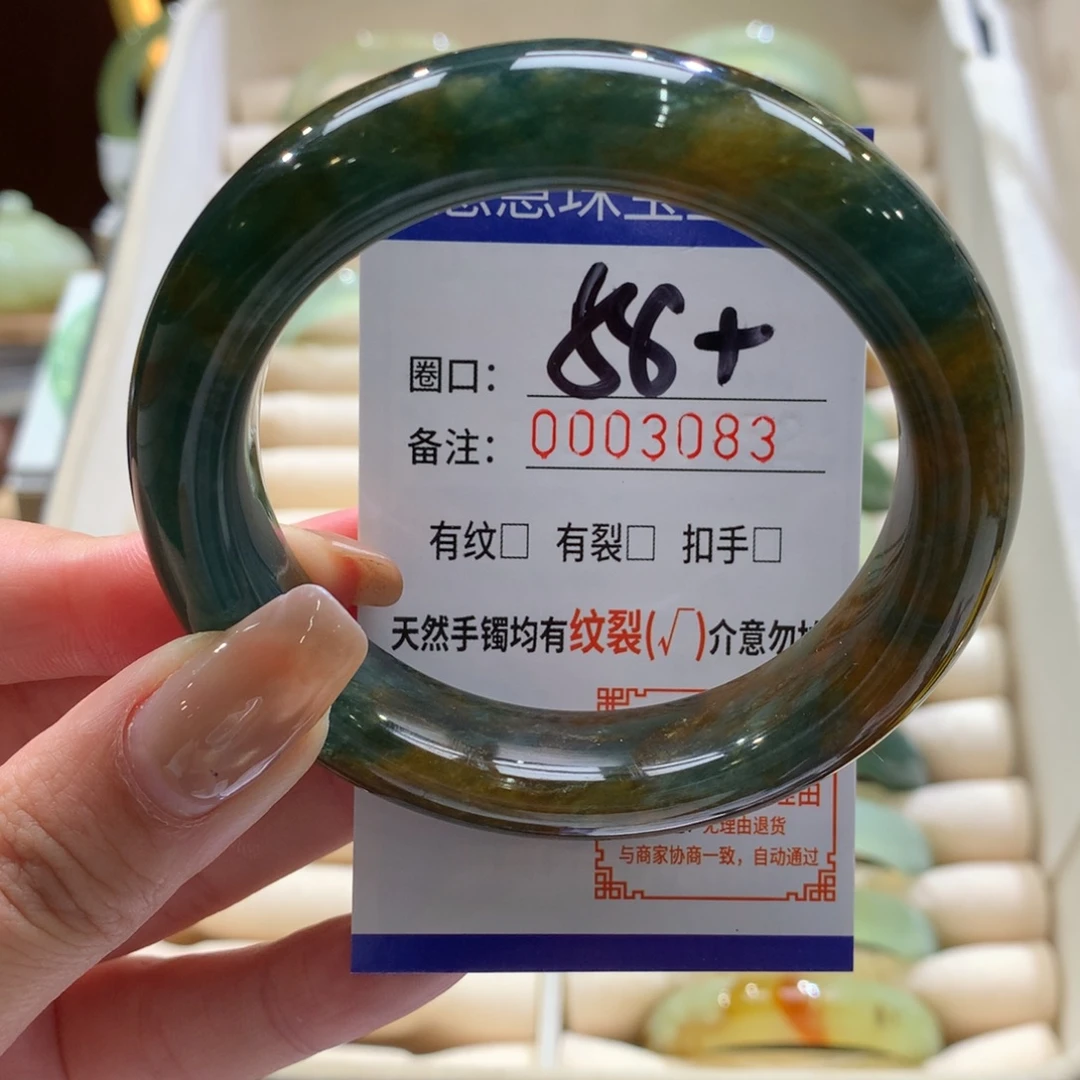 圈口: 56+
备注: 0003083
有纹□ 有裂□ 扣手□
天然手镯均有纹裂(√)介意勿
无理由退货
与商家协商一致，自动通过